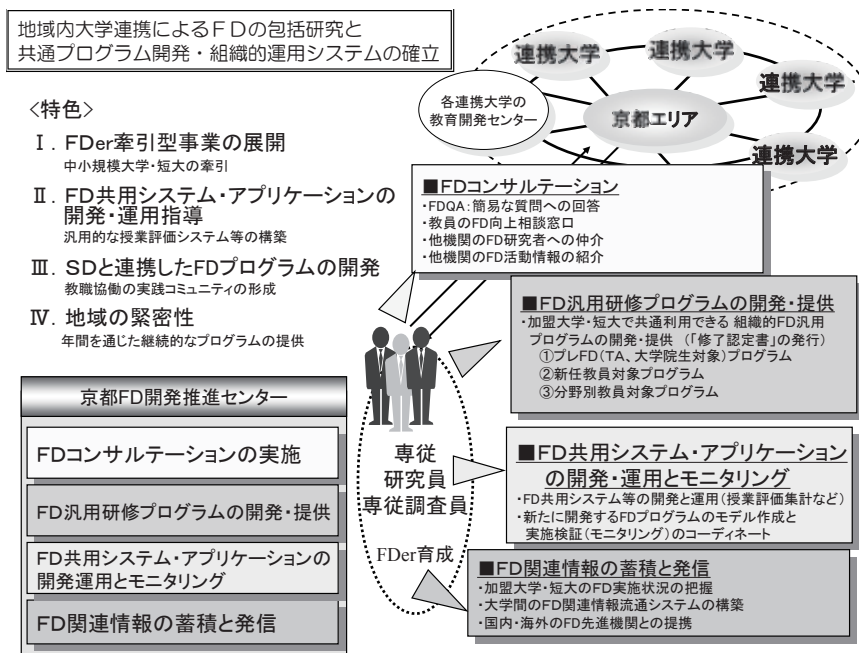 地域内大学連携によるＦＤの包括研究と
共通プログラム開発・組織的運用システムの確立
<特色>
Ⅰ．FDer牽引型事業の展開
中小規模大学・短大の牽引
Ⅱ．FD共用システム・アプリケーションの
開発・運用指導
汎用的な授業評価システム等の構築
Ⅲ．SDと連携したFDプログラムの開発
教職協働の実践コミュニティの形成
Ⅳ．地域の緊密性
年間を通じた継続的なプログラムの提供
京都FD開発推進センター
FDコンサルテーションの実施
FD汎用研修プログラムの開発・提供
FD共用システム・アプリケーションの
開発運用とモニタリング
FD関連情報の蓄積と発信
連携大学
連携大学
連携大学
連携大学
各連携大学の
教育開発センター
京都エリア
■FDコンサルテーション
・FDQA：簡易な質問への回答
・教員のFD向上相談窓口
・他機関のFD研究者への仲介
・他機関のFD活動情報の紹介
■FD汎用研修プログラムの開発・提供
・加盟大学・短大で共通利用できる 組織的FD汎用
プログラムの開発・提供 （「修了認定書」の発行）
①プレFD（TA、大学院生対象）プログラム
②新任教員対象プログラム
③分野別教員対象プログラム
専従
研究員
専従調査員
FDer育成
■FD共用システム・アプリケーション
の開発・運用とモニタリング
・FD共用システム等の開発と運用（授業評価集計など）
・新たに開発するFDプログラムのモデル作成と
実施検証（モニタリング）のコーディネート
■FD関連情報の蓄積と発信
・加盟大学・短大のFD実施状況の把握
・大学間のFD関連情報流通システムの構築
・国内・海外のFD先進機関との提携